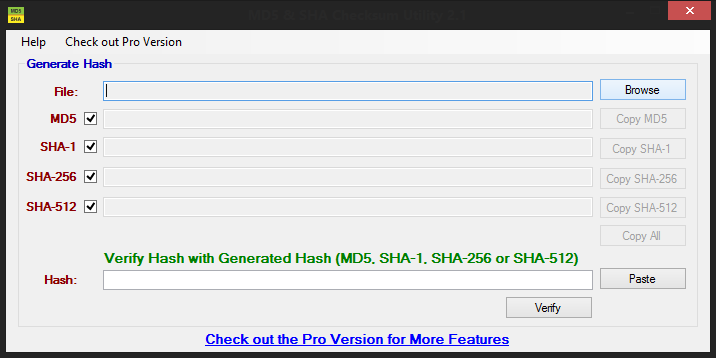 MD5
SHA
MD5 & SHA Checksum Utility 2.1
Help Check out Pro Version
Generate Hash
File: Browse
MD5 Copy MD5
SHA-1 Copy SHA-1
SHA-256 Copy SHA-256
SHA-512 Copy SHA-512
Copy All
Verify Hash with Generated Hash (MD5, SHA-1, SHA-256 or SHA-512)
Hash: Paste
Verify
Check out the Pro Version for More Features